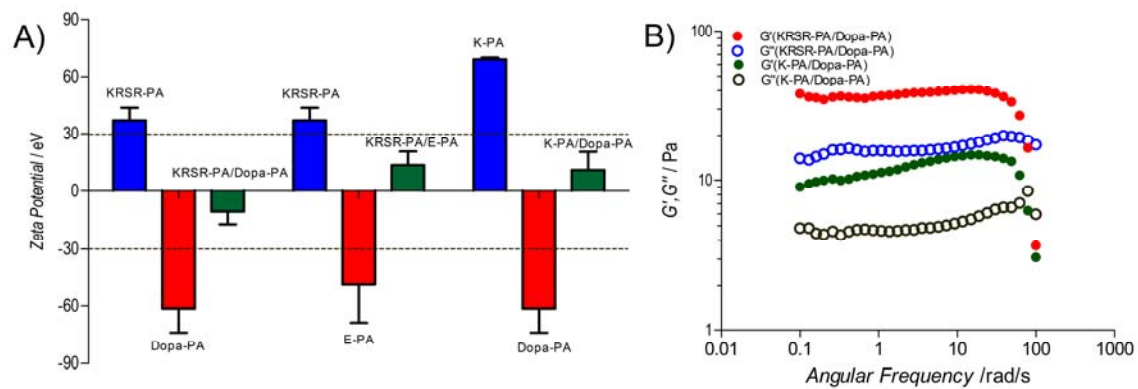 A)
Zeta Potential / eV
90
60
30
0
-30
-60
-90
KRSR-PA
KRSR-PA
K-PA
KRSR-PA/Dopa-PA
KRSR-PA/E-PA
K-PA/Dopa-PA
Dopa-PA
E-PA
Dopa-PA
B)
G'(KRSR-PA/Dopa-PA)
G''(KRSR-PA/Dopa-PA)
G'(K-PA/Dopa-PA)
G''(K-PA/Dopa-PA)
G',G'' / Pa
100
10
1
0.01
0.1
1
10
100
1000
Angular Frequency /rad/s